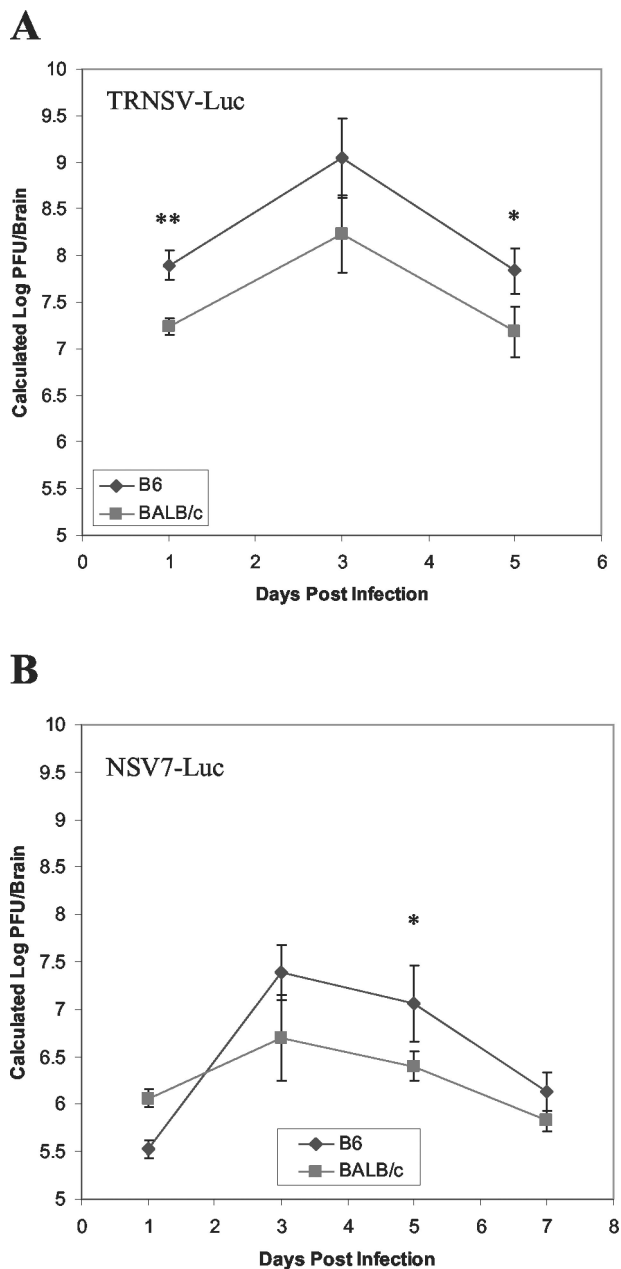 A
TRNSV-Luc
Calculated Log PFU/Brain
10
9.5
9
8.5
8
7.5
7
6.5
6
5.5
5
**
*
B6
BALB/c
0 1 2 3 4 5 6
Days Post Infection
B
NSV7-Luc
Calculated Log PFU/Brain
10
9.5
9
8.5
8
7.5
7
6.5
6
5.5
5
*
B6
BALB/c
0 1 2 3 4 5 6 7 8
Days Post Infection